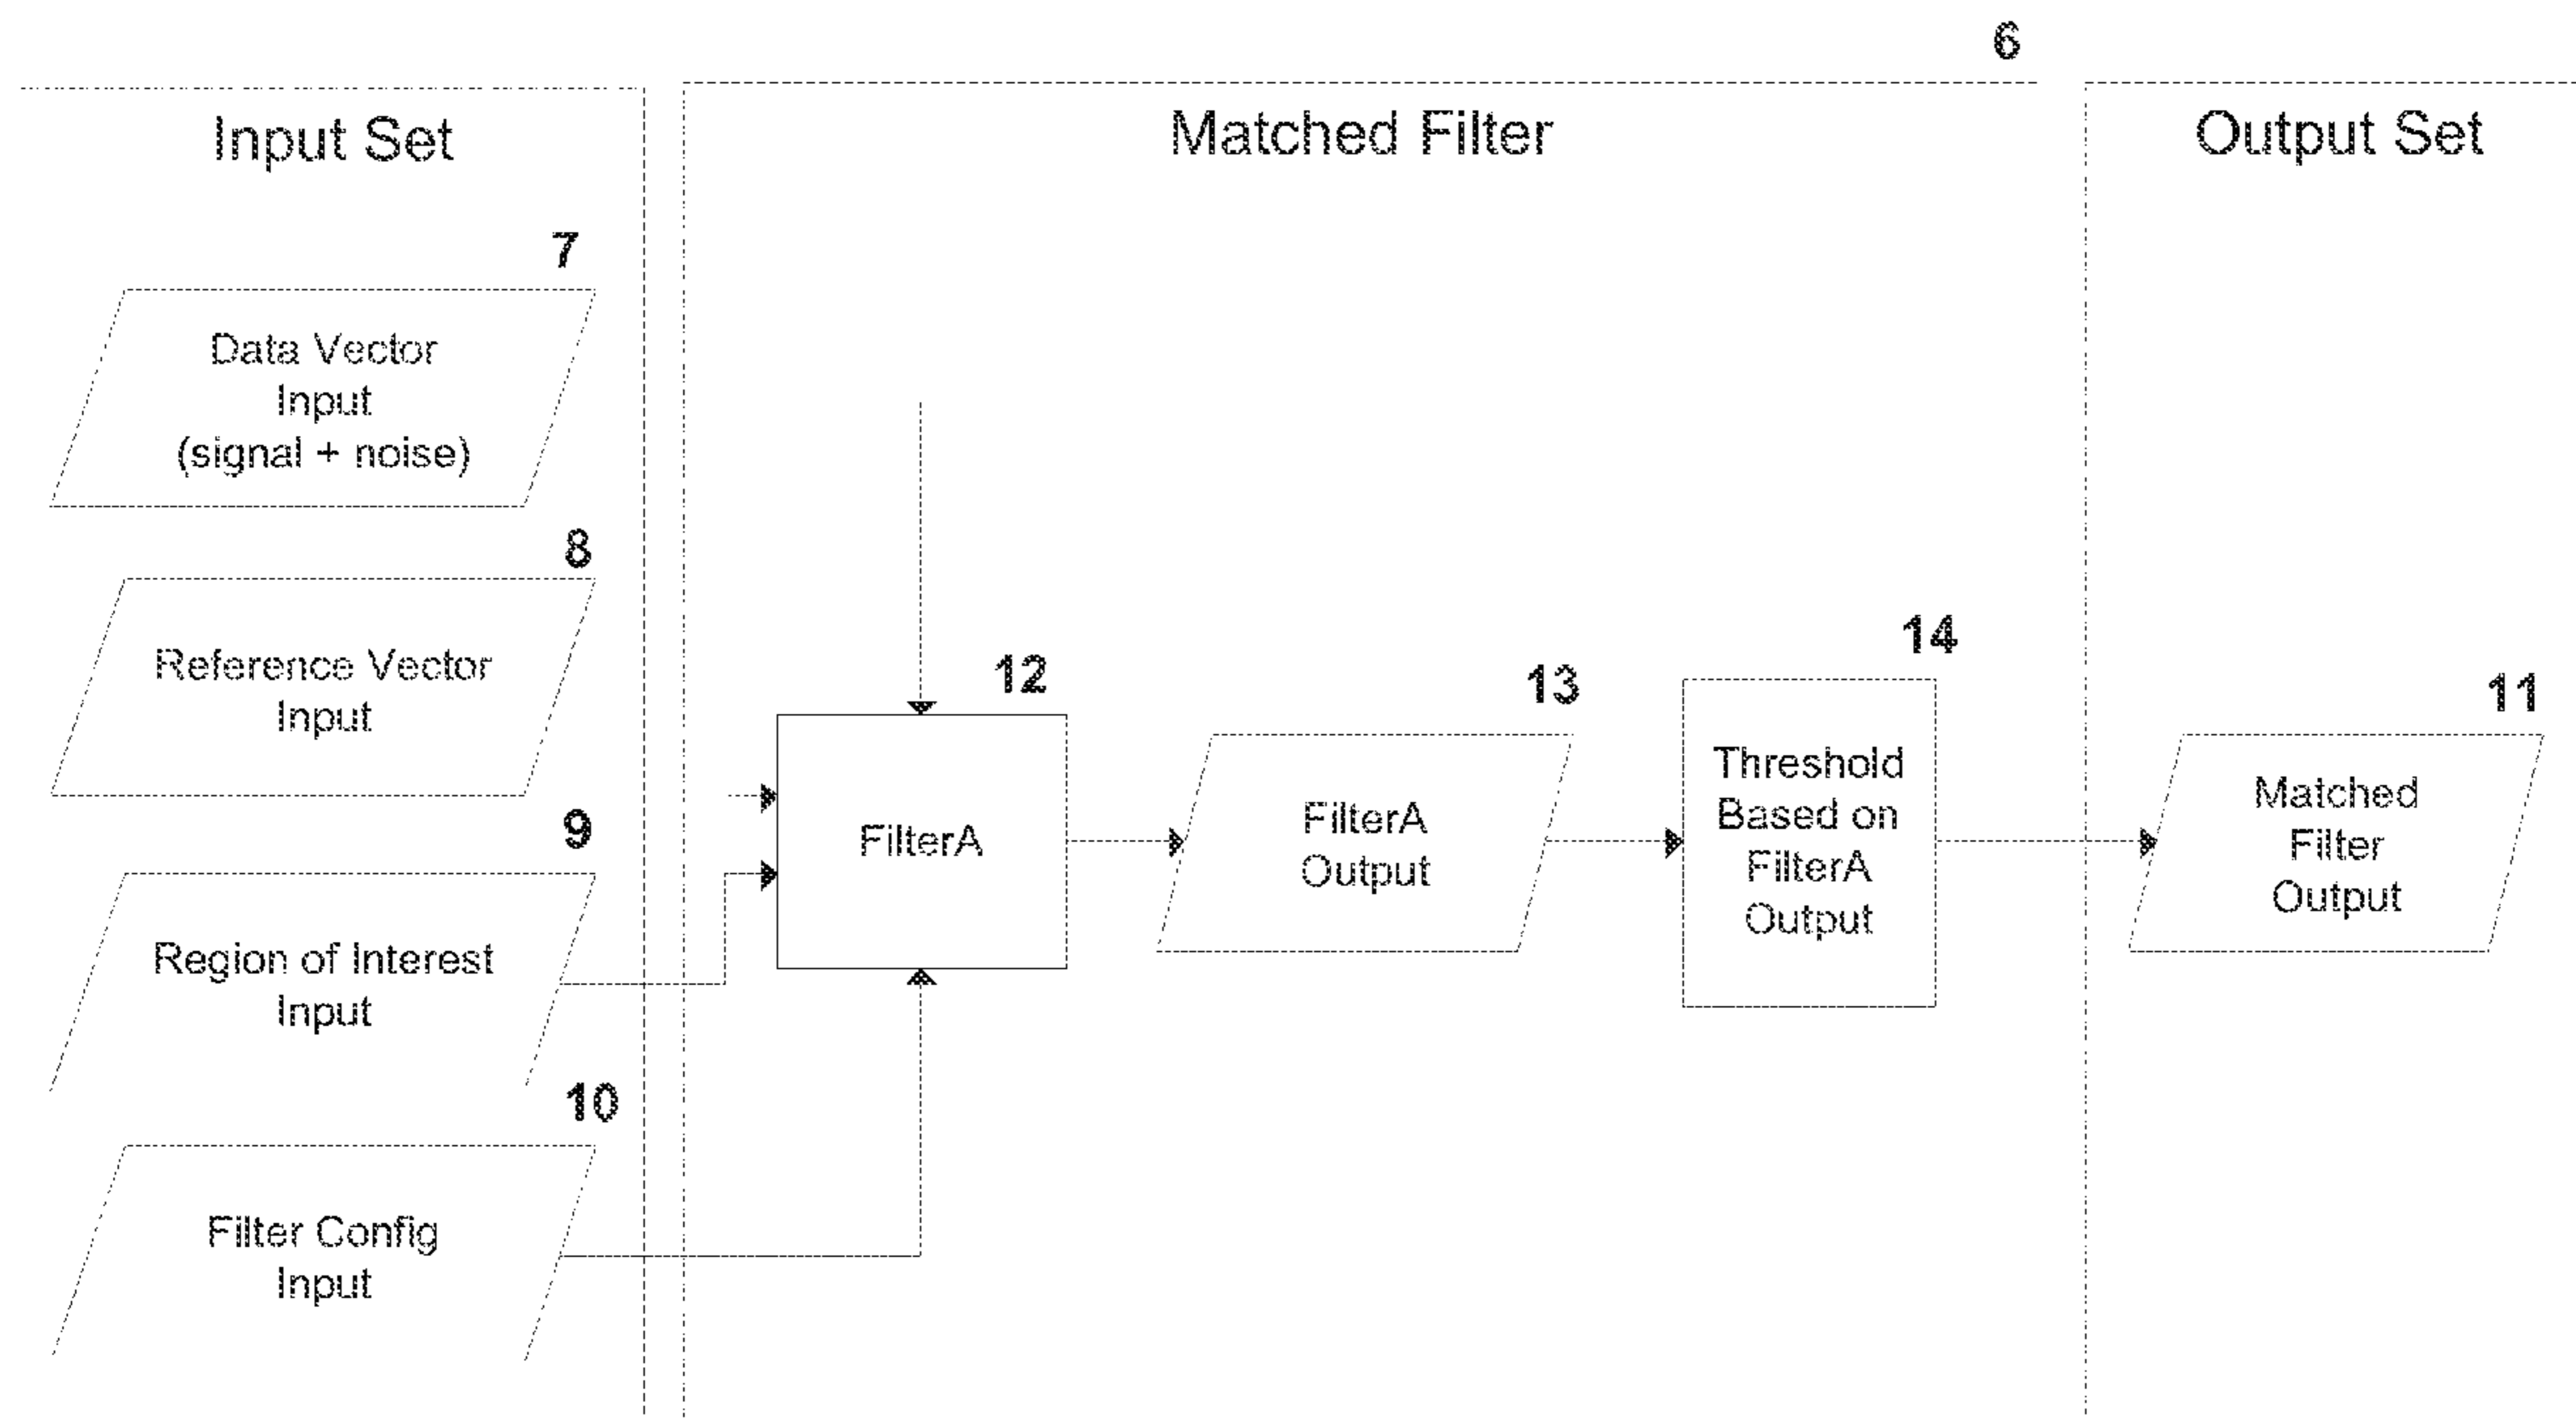 6
Input Set
Matched Filter
Output Set
7
Data Vector
Input
(signal + noise)
8
Reference Vector
Input
9
Region of Interest
Input
10
Filter Config
Input
12
FilterA
13
FilterA
Output
14
Threshold
Based on
FilterA
Output
11
Matched
Filter
Output